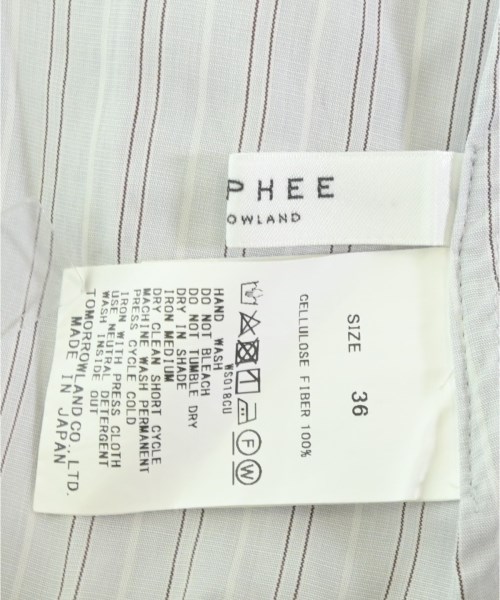 PHEE
OWLAND
SIZE 36
CELLULOSE FIBER 100%
WS018CU
HAND WASH
DO NOT BLEACH
DO NOT TUMBLE DRY
DRY IN SHADE
IRON MEDIUM
DRY CLEAN SHORT CYCLE
MACHINE WASH PERMANENT
PRESS CYCLE COLD
IRON WITH PRESS CLOTH
USE NEUTRAL DETERGENT
WASH INSIDE OUT
TOMORROWLAND CO.,LTD.
MADE IN JAPAN
F
W